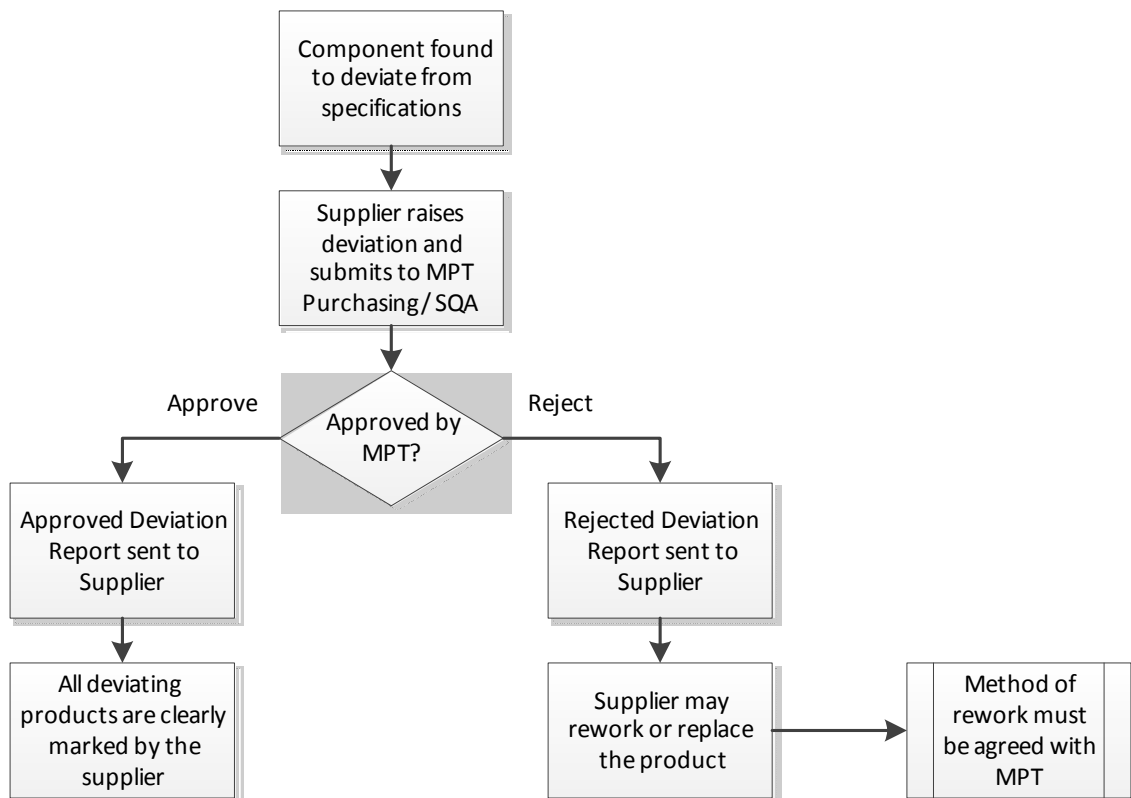 Component found
to deviate from
specifications
Supplier raises
deviation and
submits to MPT
Purchasing / SQA
Approve
Reject
Approved by
MPT?
Approved Deviation
Report sent to
Supplier
Rejected Deviation
Report sent to
Supplier
All deviating
products are clearly
marked by the
supplier
Supplier may
rework or replace
the product
Method of
rework must
be agreed with
MPT